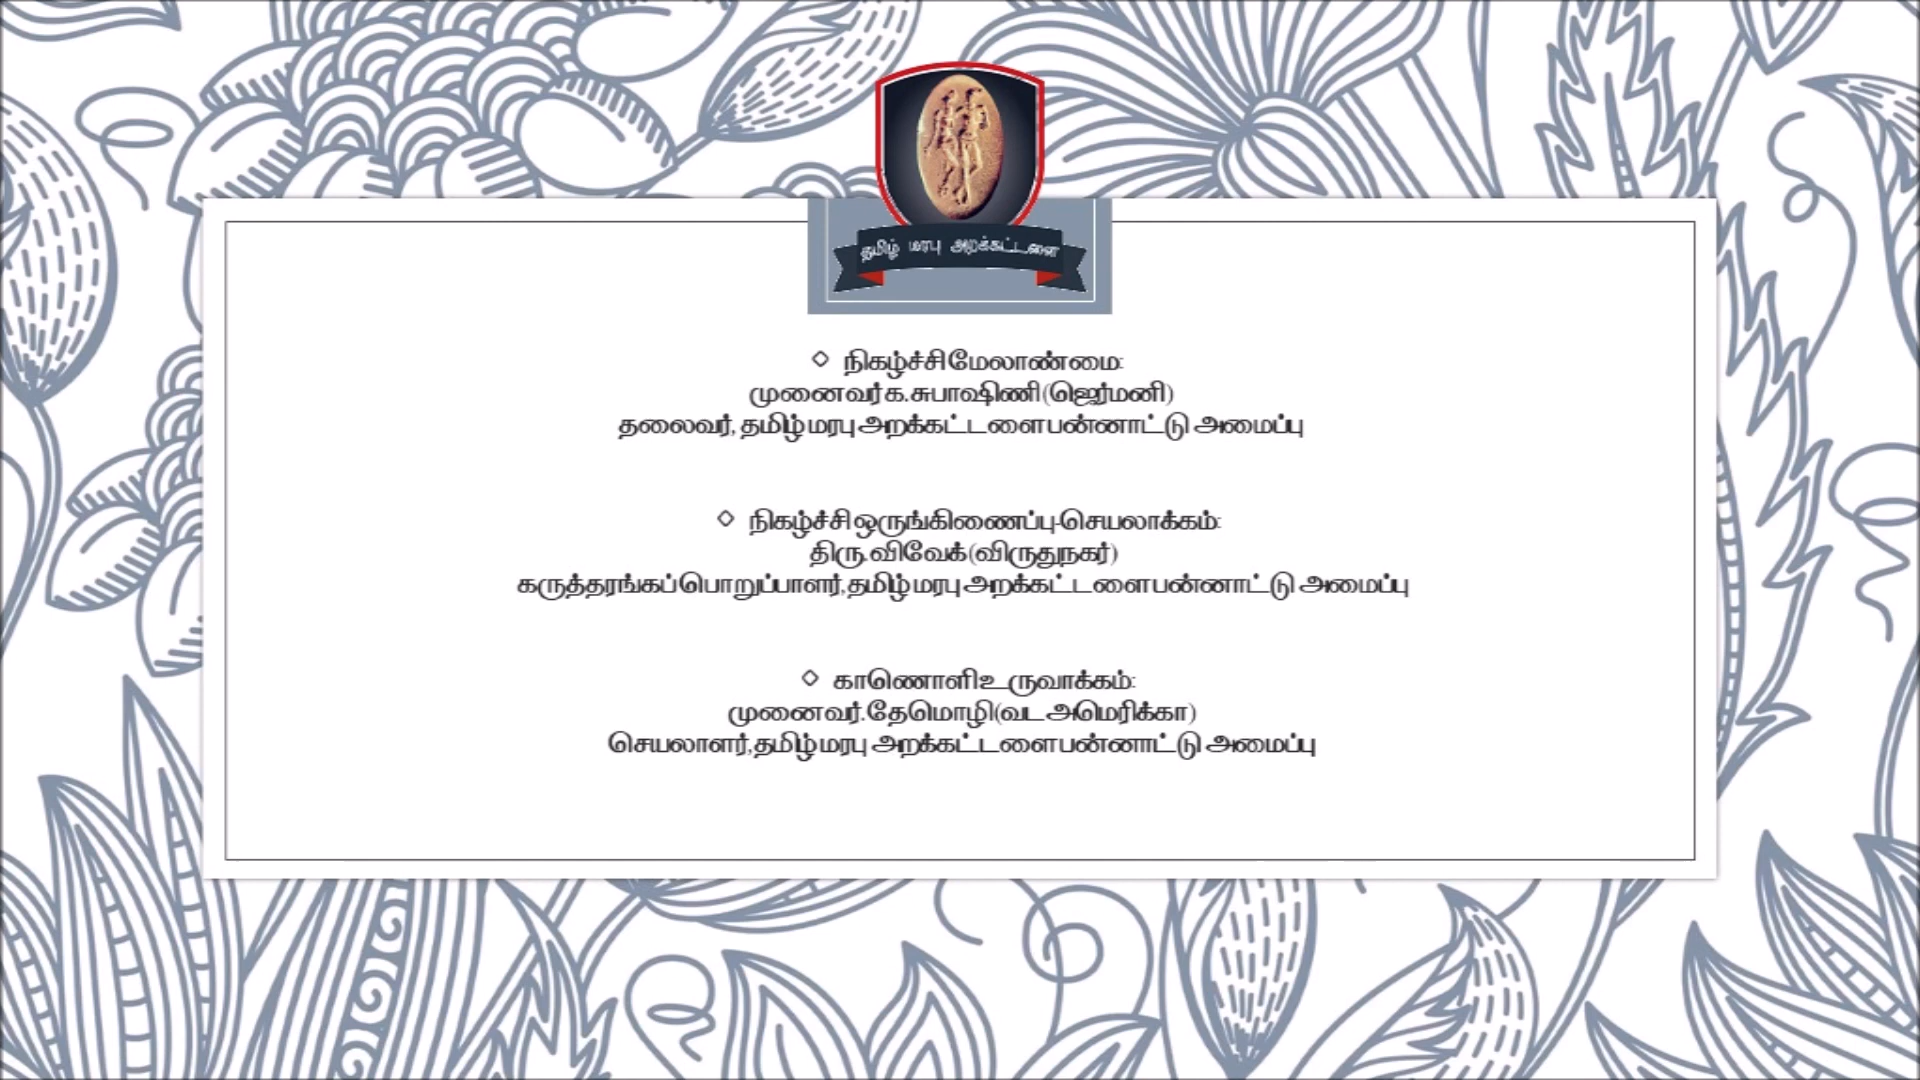 தமிழ் மரபு அறக்கட்டளை
◇ நிகழ்ச்சி மேலாண்மை:
முனைவர் க. சுபாஷிணி (ஜெர்மனி)
தலைவர், தமிழ் மரபு அறக்கட்டளை பன்னாட்டு அமைப்பு
◇ நிகழ்ச்சி ஒருங்கிணைப்பு-செயலாக்கம்:
திரு. விவேக் (விருதுநகர்)
கருத்தரங்கப் பொறுப்பாளர், தமிழ் மரபு அறக்கட்டளை பன்னாட்டு அமைப்பு
◇ காணொளி உருவாக்கம்:
முனைவர். தேமொழி (வட அமெரிக்கா)
செயலாளர், தமிழ் மரபு அறக்கட்டளை பன்னாட்டு அமைப்பு